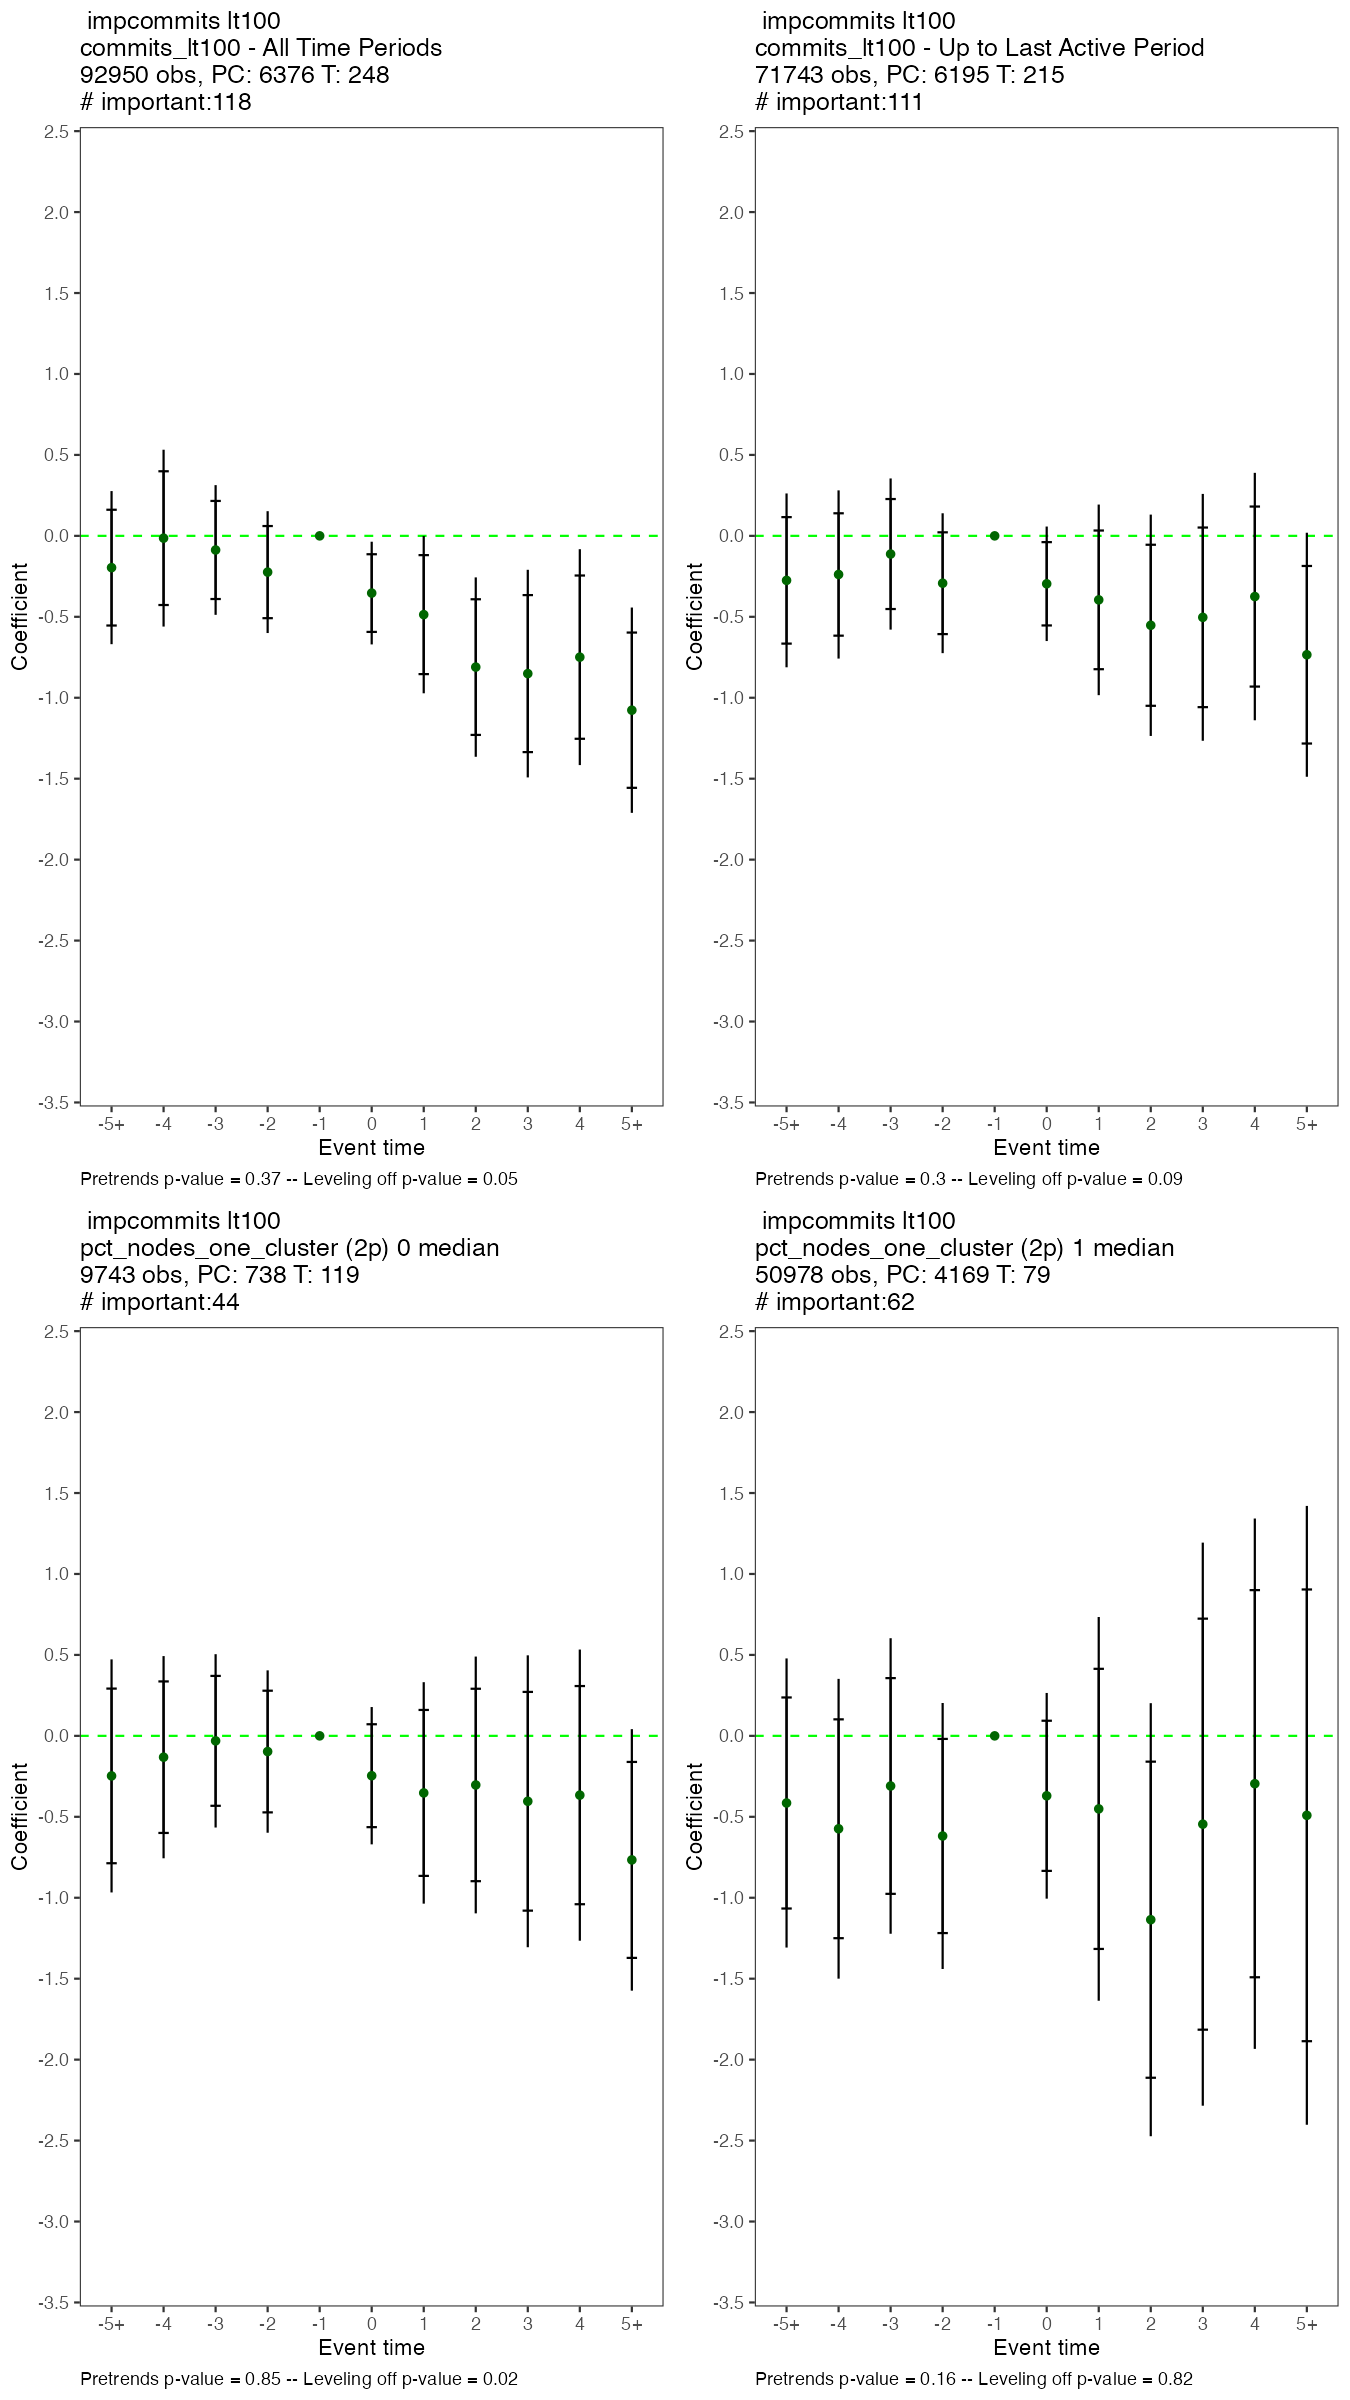 impcommits lt100
commits_lt100 - All Time Periods
92950 obs, PC: 6376 T: 248
# important:118
2.5
2.0
1.5
1.0
0.5
0.0
-0.5
-1.0
-1.5
-2.0
-2.5
-3.0
-3.5
Coefficient
-5+ -4 -3 -2 -1 0 1 2 3 4 5+
Event time
Pretrends p-value = 0.37 -- Leveling off p-value = 0.05
impcommits lt100
commits_lt100 - Up to Last Active Period
71743 obs, PC: 6195 T: 215
# important:111
2.5
2.0
1.5
1.0
0.5
0.0
-0.5
-1.0
-1.5
-2.0
-2.5
-3.0
-3.5
Coefficient
-5+ -4 -3 -2 -1 0 1 2 3 4 5+
Event time
Pretrends p-value = 0.3 -- Leveling off p-value = 0.09
impcommits lt100
pct_nodes_one_cluster (2p) 0 median
9743 obs, PC: 738 T: 119
# important:44
2.5
2.0
1.5
1.0
0.5
0.0
-0.5
-1.0
-1.5
-2.0
-2.5
-3.0
-3.5
Coefficient
-5+ -4 -3 -2 -1 0 1 2 3 4 5+
Event time
Pretrends p-value = 0.85 -- Leveling off p-value = 0.02
impcommits lt100
pct_nodes_one_cluster (2p) 1 median
50978 obs, PC: 4169 T: 79
# important:62
2.5
2.0
1.5
1.0
0.5
0.0
-0.5
-1.0
-1.5
-2.0
-2.5
-3.0
-3.5
Coefficient
-5+ -4 -3 -2 -1 0 1 2 3 4 5+
Event time
Pretrends p-value = 0.16 -- Leveling off p-value = 0.82